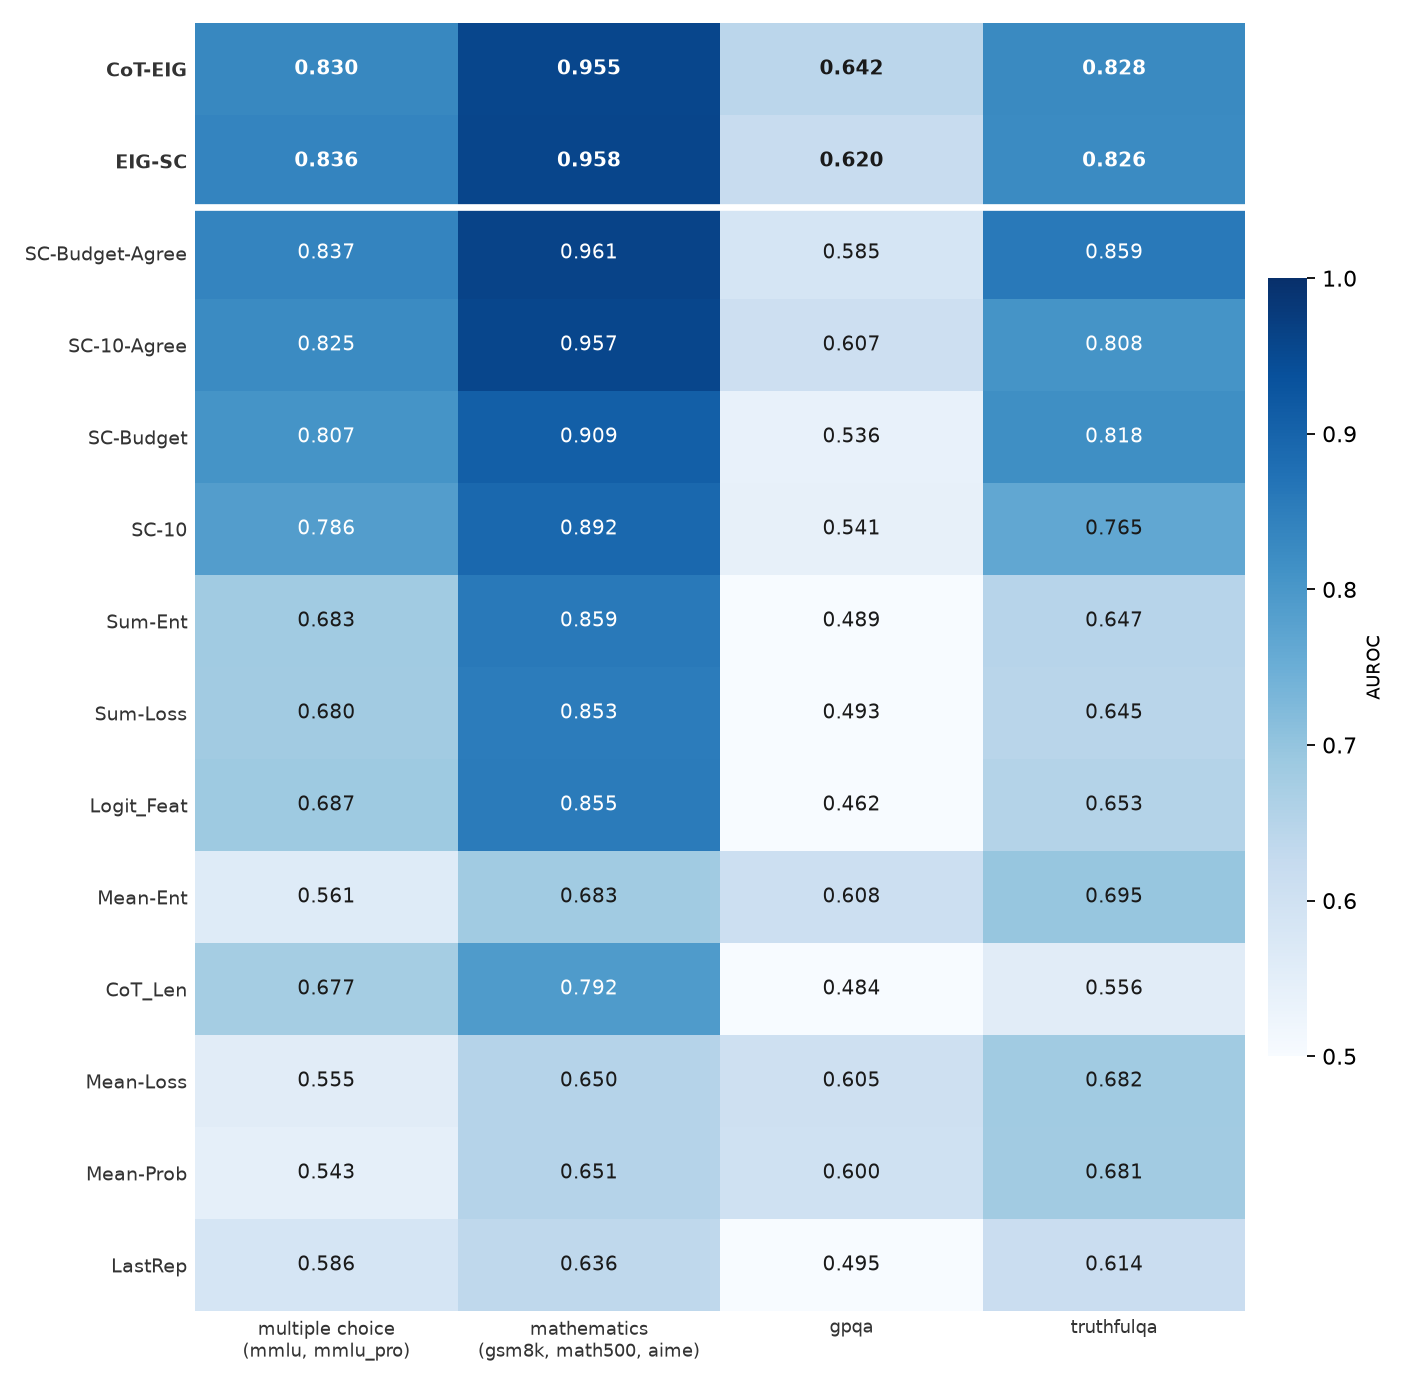 CoT-EIG 0.830 0.955 0.642 0.828
EIG-SC 0.836 0.958 0.620 0.826
SC-Budget-Agree 0.837 0.961 0.585 0.859
SC-10-Agree 0.825 0.957 0.607 0.808
SC-Budget 0.807 0.909 0.536 0.818
SC-10 0.786 0.892 0.541 0.765
Sum-Ent 0.683 0.859 0.489 0.647
Sum-Loss 0.680 0.853 0.493 0.645
Logit_Feat 0.687 0.855 0.462 0.653
Mean-Ent 0.561 0.683 0.608 0.695
CoT_Len 0.677 0.792 0.484 0.556
Mean-Loss 0.555 0.650 0.605 0.682
Mean-Prob 0.543 0.651 0.600 0.681
LastRep 0.586 0.636 0.495 0.614
multiple choice mathematics gpqa truthfulqa
(mmlu, mmlu_pro) (gsm8k, math500, aime)
1.0
0.9
0.8
0.7
0.6
0.5
AUROC